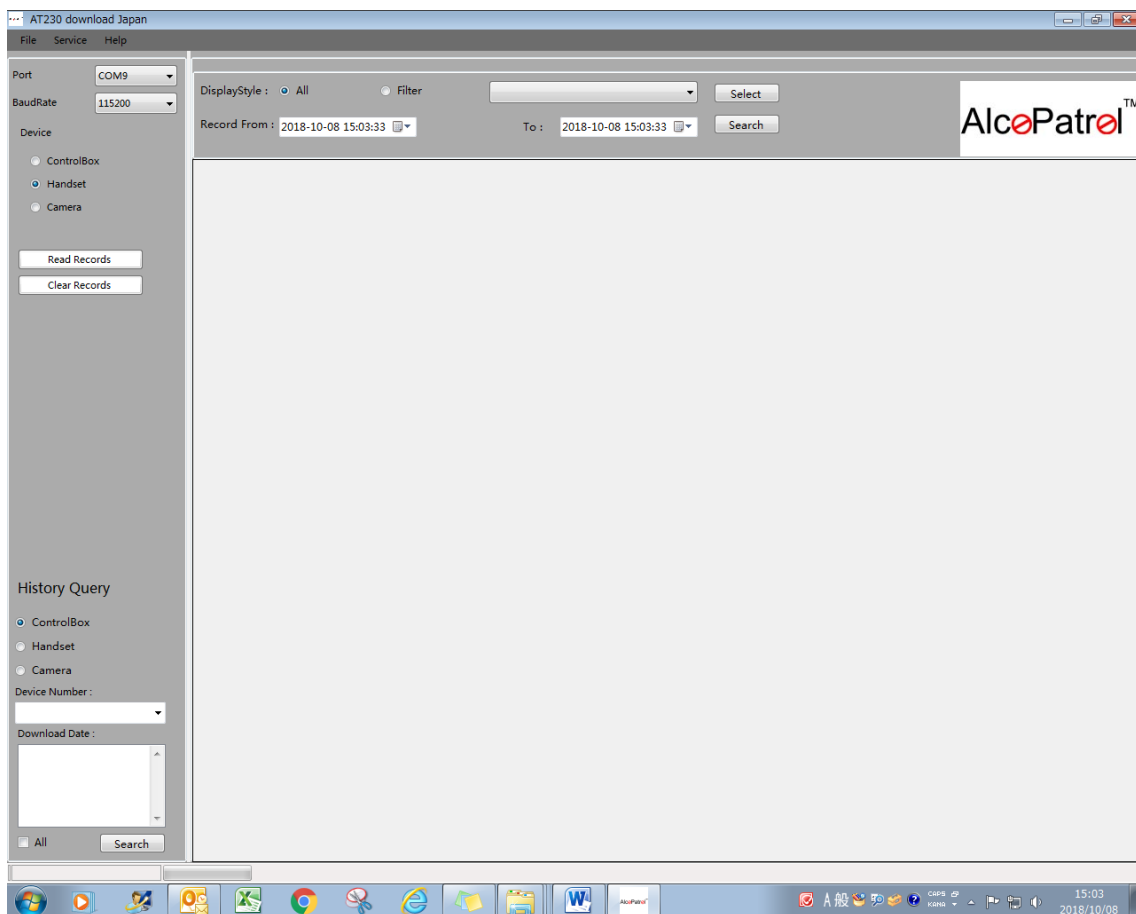 AT230 download Japan
File Service Help
Port COM9
BaudRate 115200
Device
ControlBox
Handset
Camera
Read Records
Clear Records
DisplayStyle : All Filter Select
Record From : 2018-10-08 15:03:33 To : 2018-10-08 15:03:33 Search
AlcoPatrol™
History Query
ControlBox
Handset
Camera
Device Number :
Download Date :
All Search
AlcoPatrol
A 般 CAPS KANA
15:03
2018/10/08